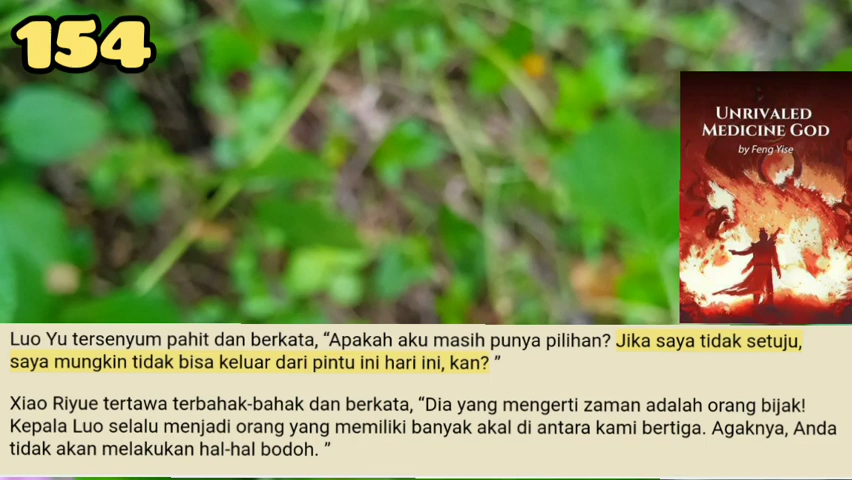 154
UNRIVALED
MEDICINE GOD
by Feng Yise
Luo Yu tersenyum pahit dan berkata, “Apakah aku masih punya pilihan? Jika saya tidak setuju,
saya mungkin tidak bisa keluar dari pintu ini hari ini, kan? ”
Xiao Riyue tertawa terbahak-bahak dan berkata, “Dia yang mengerti zaman adalah orang bijak!
Kepala Luo selalu menjadi orang yang memiliki banyak akal di antara kami bertiga. Agaknya, Anda
tidak akan melakukan hal-hal bodoh. ”